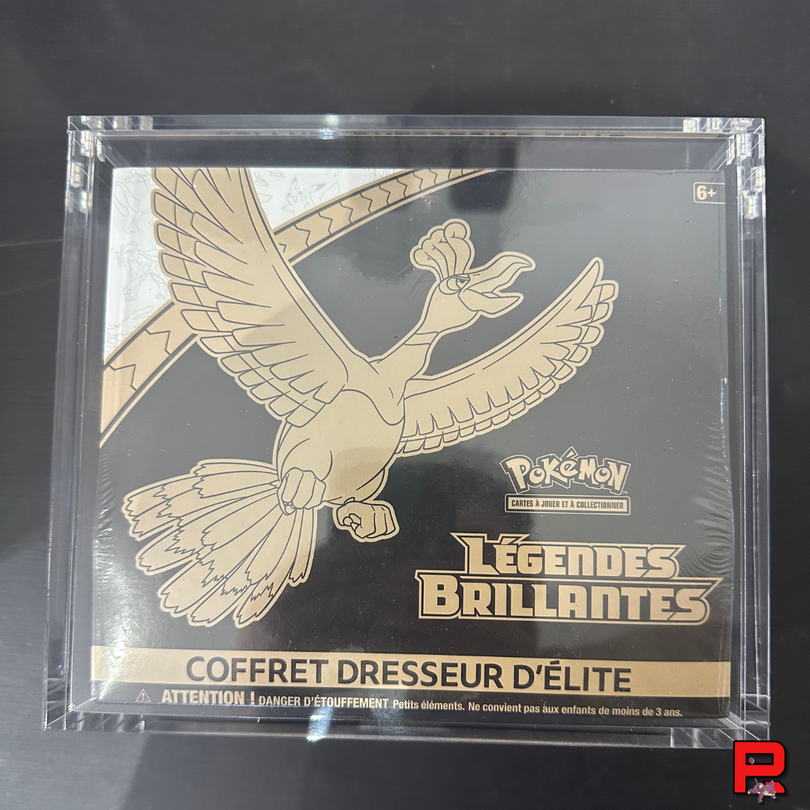 6+
POKÉMON
CARTES À JOUER ET À COLLECTIONNER
LÉGENDES
BRILLANTES
COFFRET DRESSEUR D'ÉLITE
⚠ ATTENTION ! DANGER D'ÉTOUFFEMENT Petits éléments. Ne convient pas aux enfants de moins de 3 ans.
R